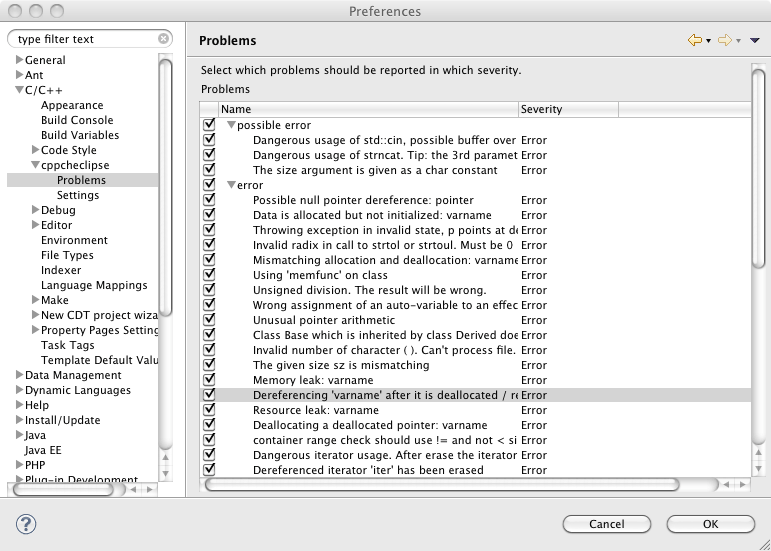 Preferences
type filter text
General
Ant
C/C++
Appearance
Build Console
Build Variables
Code Style
cppcheclipse
Problems
Settings
Debug
Editor
Environment
File Types
Indexer
Language Mappings
Make
New CDT project wiza
Property Pages Setting
Task Tags
Template Default Valu
Data Management
Dynamic Languages
Help
Install/Update
Java
Java EE
PHP
Plug-in Development
Problems
Select which problems should be reported in which severity.
Problems
Name Severity
possible error
Dangerous usage of std::cin, possible buffer over Error
Dangerous usage of strncat. Tip: the 3rd paramet Error
The size argument is given as a char constant Error
error
Possible null pointer dereference: pointer Error
Data is allocated but not initialized: varname Error
Throwing exception in invalid state, p points at de Error
Invalid radix in call to strtol or strtoul. Must be 0 Error
Mismatching allocation and deallocation: varname Error
Using 'memfunc' on class Error
Unsigned division. The result will be wrong. Error
Wrong assignment of an auto-variable to an effec Error
Unusual pointer arithmetic Error
Class Base which is inherited by class Derived doe Error
Invalid number of character ( ). Can't process file. Error
The given size sz is mismatching Error
Memory leak: varname Error
Dereferencing 'varname' after it is deallocated / re Error
Resource leak: varname Error
Deallocating a deallocated pointer: varname Error
container range check should use != and not < si Error
Dangerous iterator usage. After erase the iterator Error
Dereferenced iterator 'iter' has been erased Error
?
Cancel
OK